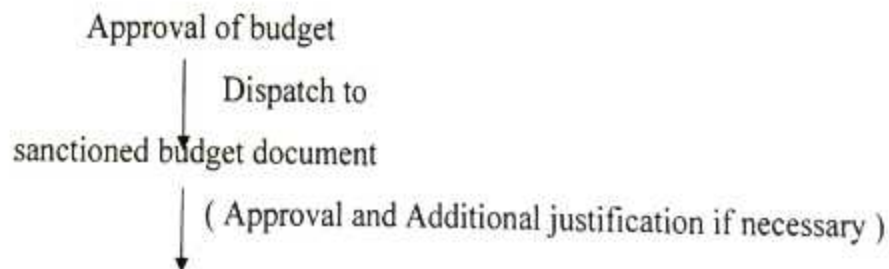 Approval of budget
Dispatch to
sanctioned budget document
( Approval and Additional justification if necessary )